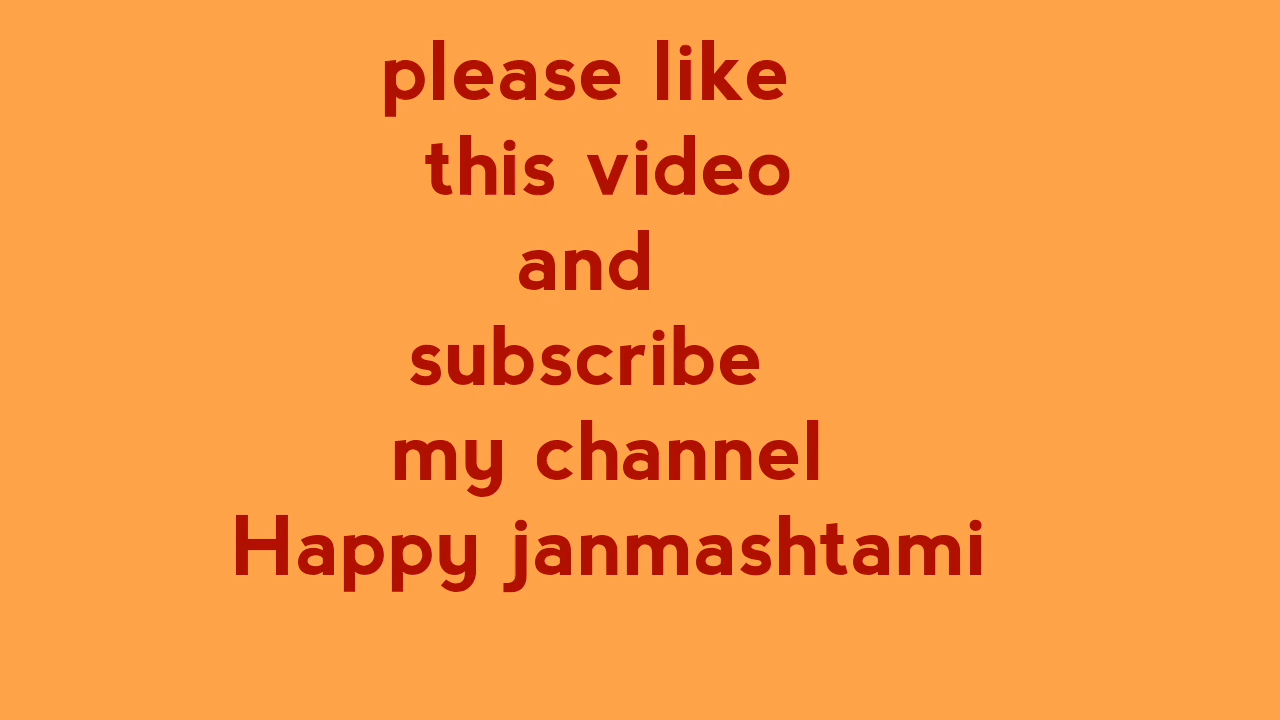 please like
this video
and
subscribe
my channel
Happy janmashtami